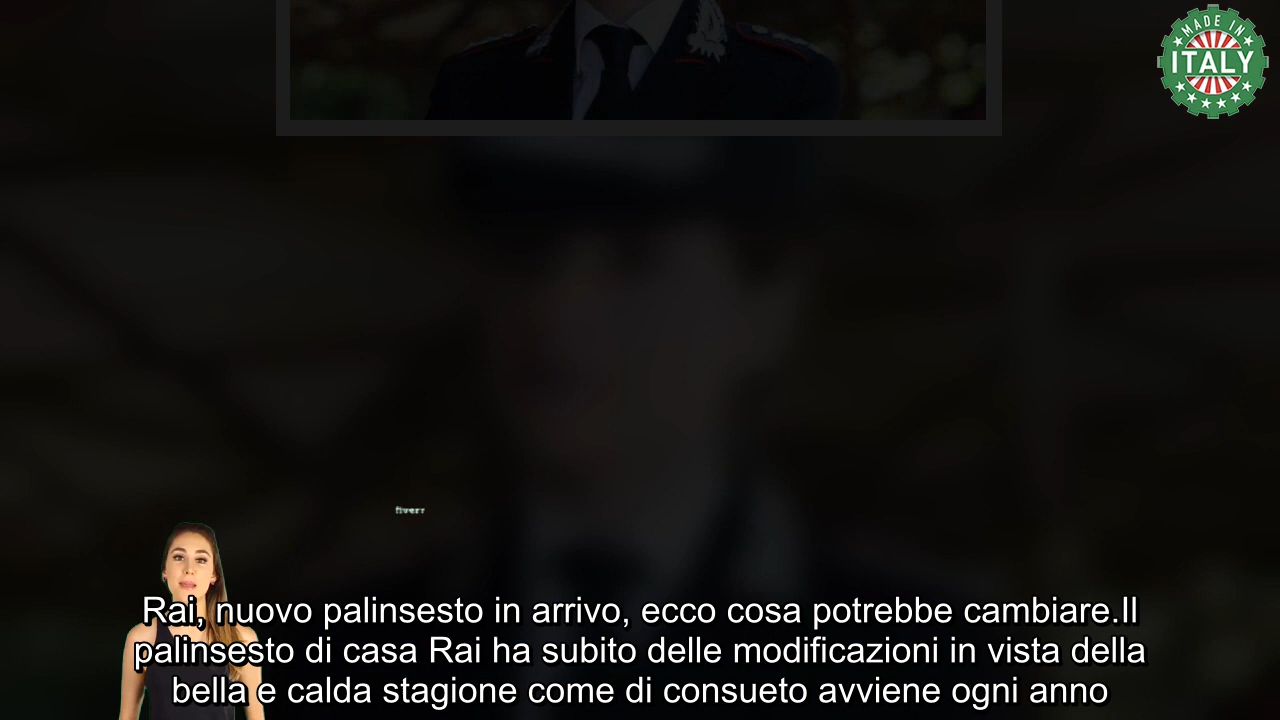 MADE IN
ITALY
fiverr
Rai, nuovo palinsesto in arrivo, ecco cosa potrebbe cambiare.Il
palinsesto di casa Rai ha subito delle modificazioni in vista della
bella e calda stagione come di consueto avviene ogni anno